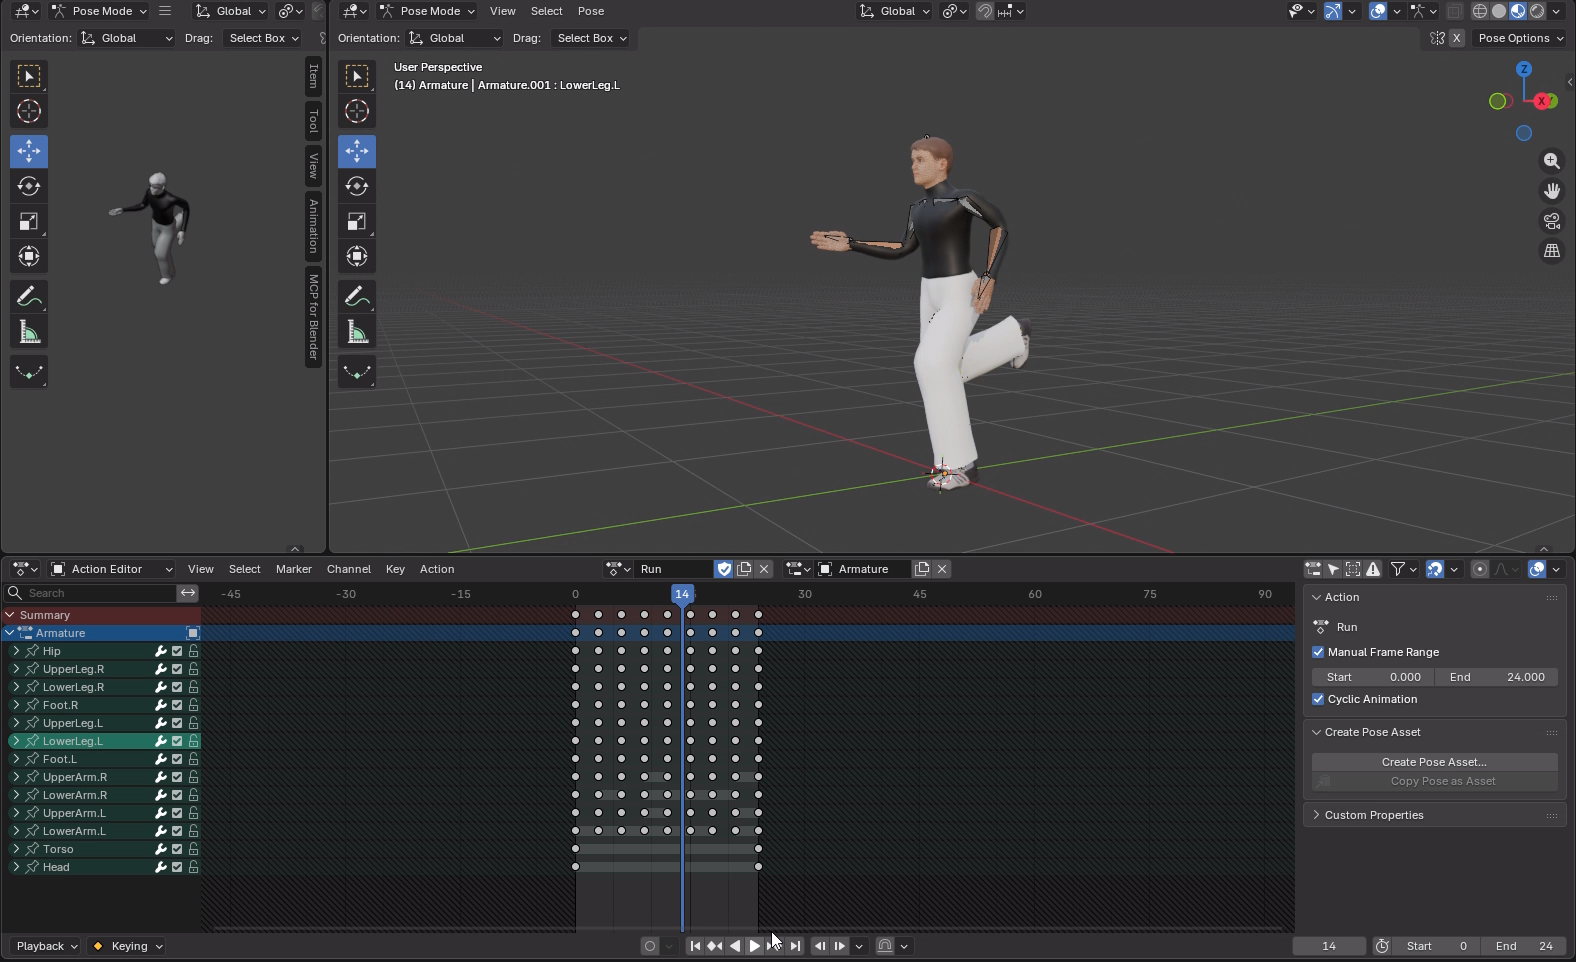 Pose Mode
Global
Pose Mode
View
Select
Pose
Global
Orientation:
Global
Drag:
Select Box
Orientation:
Global
Drag:
Select Box
X
Pose Options
User Perspective
(14) Armature | Armature.001 : LowerLeg.L
Item
Tool
View
Animation
MCP for Blender
Z
X
Action Editor
View
Select
Marker
Channel
Key
Action
Run
Armature
Search
-45
-30
-15
0
14
30
45
60
75
90
Summary
Armature
Hip
UpperLeg.R
LowerLeg.R
Foot.R
UpperLeg.L
LowerLeg.L
Foot.L
UpperArm.R
LowerArm.R
UpperArm.L
LowerArm.L
Torso
Head
Action
Run
Manual Frame Range
Start 0.000
End 24.000
Cyclic Animation
Create Pose Asset
Create Pose Asset...
Copy Pose as Asset
Custom Properties
Playback
Keying
14
Start 0
End 24